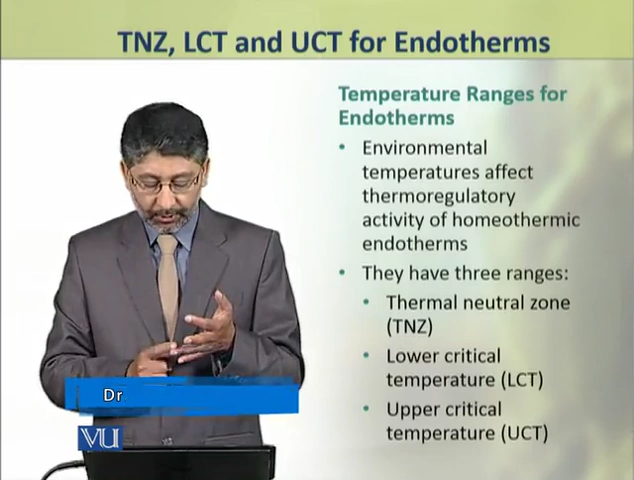 TNZ, LCT and UCT for Endotherms
Temperature Ranges for
Endotherms
• Environmental
temperatures affect
thermoregulatory
activity of homeothermic
endotherms
• They have three ranges:
• Thermal neutral zone
(TNZ)
• Lower critical
temperature (LCT)
• Upper critical
temperature (UCT)
Dr
VU